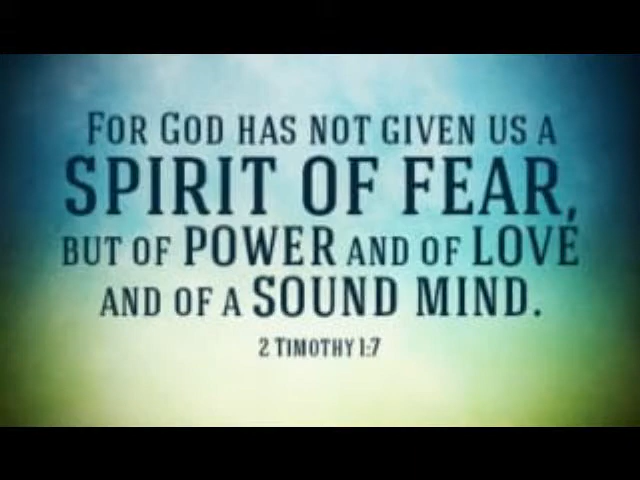 FOR GOD HAS NOT GIVEN US A
SPIRIT OF FEAR,
BUT OF POWER AND OF LOVE
AND OF A SOUND MIND.
2 TIMOTHY 1:7